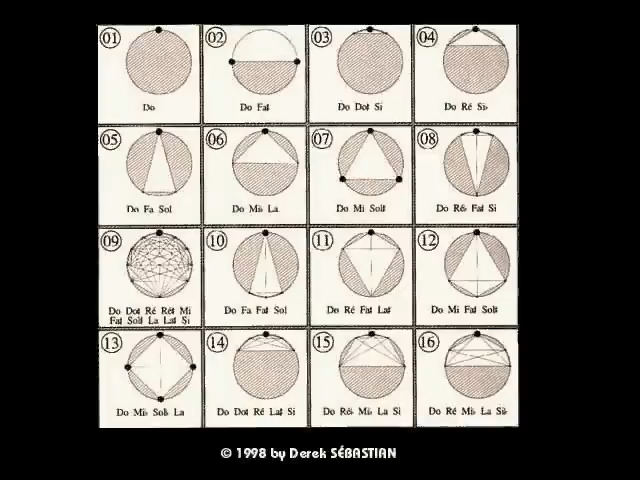 01 02 03 04
Do
Do Fa#
Do Do# Si
Do Ré Si♭
05 06 07 08
Do Fa Sol
Do Mi♭ La
Do Mi Sol#
Do Ré♭ Fa# Si
09 10 11 12
Do Do# Ré Ré# Mi
Fa# Sol# La La# Si
Do Fa Fa# Sol
Do Ré Fa# La#
Do Mi Fa# Sol#
13 14 15 16
Do Mi♭ Sol♭ La
Do Do# Ré La# Si
Do Ré♭ Mi♭ La Si
Do Ré Mi♭ La Si♭
© 1998 by Derek SÉBASTIAN